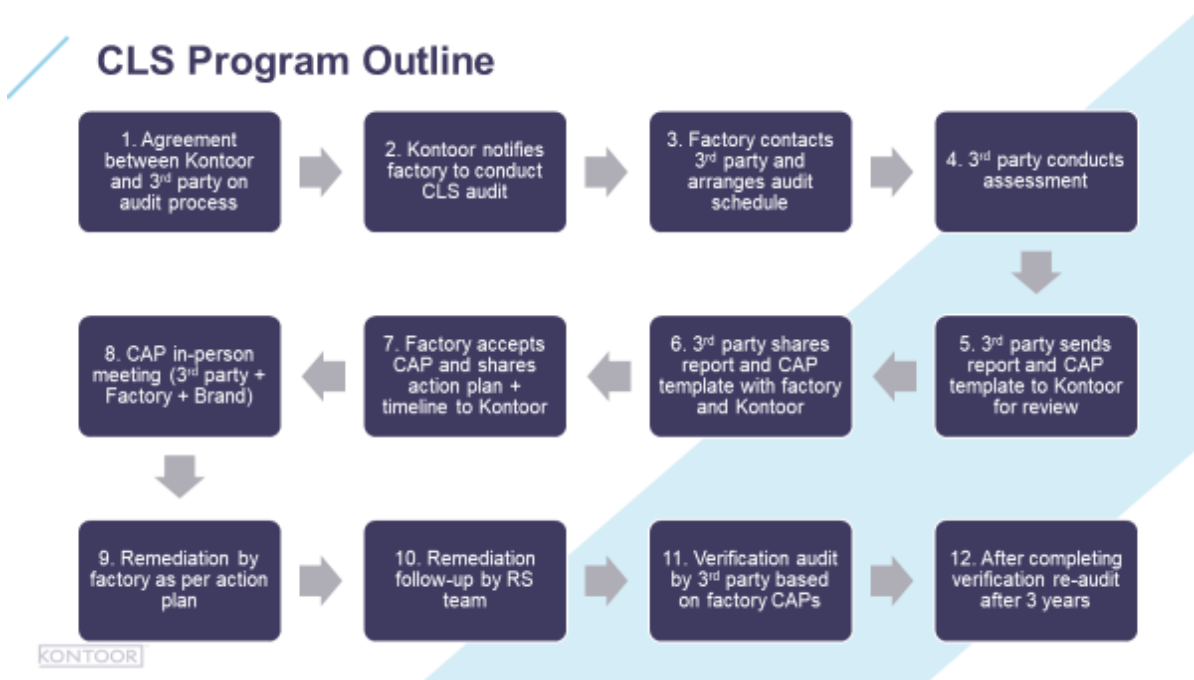 CLS Program Outline
1. Agreement
between Kontoor
and 3rd party on
audit process
2. Kontoor notifies
factory to conduct
CLS audit
3. Factory contacts
3rd party and
arranges audit
schedule
4. 3rd party conducts
assessment
5. 3rd party sends
report and CAP
template to Kontoor
for review
6. 3rd party shares
report and CAP
template with factory
and Kontoor
7. Factory accepts
CAP and shares
action plan +
timeline to Kontoor
8. CAP in-person
meeting (3rd party +
Factory + Brand)
9. Remediation by
factory as per action
plan
10. Remediation
follow-up by RS
team
11. Verification audit
by 3rd party based
on factory CAPs
12. After completing
verification re-audit
after 3 years
KONTOOR